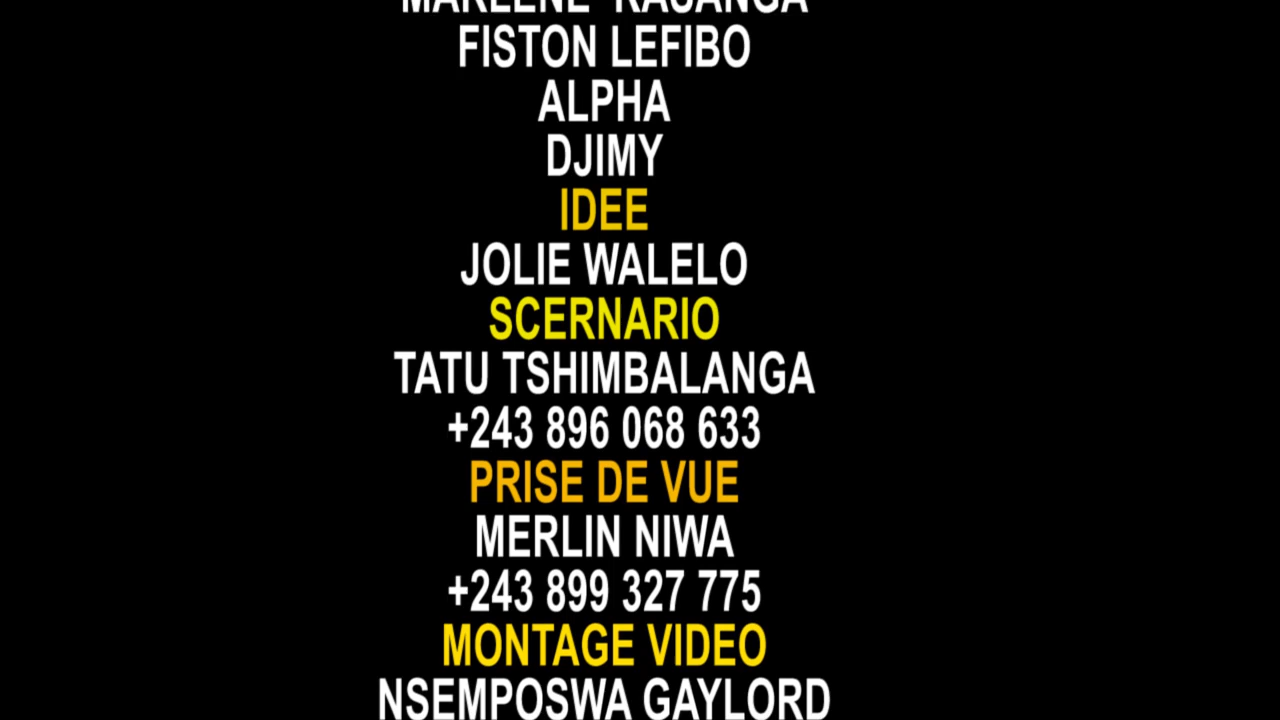 MARLENE
FISTON LEFIBO
ALPHA
DJIMY
IDEE
JOLIE WALELO
SCERNARIO
TATU TSHIMBALANGA
+243 896 068 633
PRISE DE VUE
MERLIN NIWA
+243 899 327 775
MONTAGE VIDEO
NSEMPOSWA GAYLORD